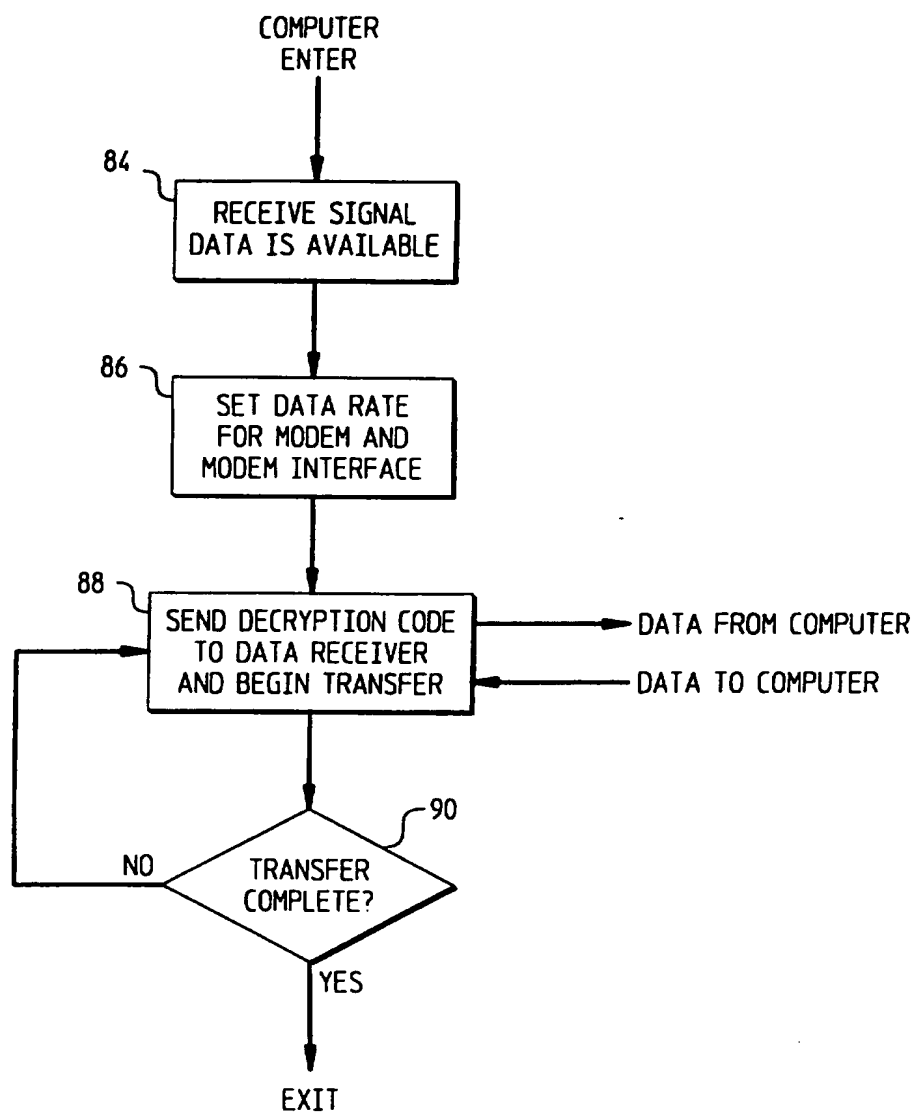 COMPUTER
ENTER
84
RECEIVE SIGNAL
DATA IS AVAILABLE
86
SET DATA RATE
FOR MODEM AND
MODEM INTERFACE
88
SEND DECRYPTION CODE
TO DATA RECEIVER
AND BEGIN TRANSFER
DATA FROM COMPUTER
DATA TO COMPUTER
90
NO
TRANSFER
COMPLETE?
YES
EXIT